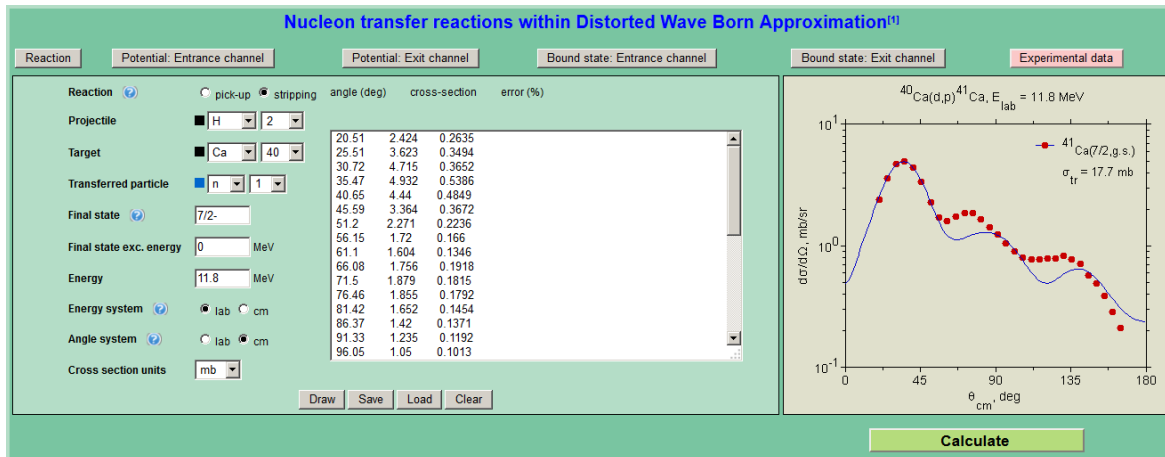 Nucleon transfer reactions within Distorted Wave Born Approximation[1]
Reaction Potential: Entrance channel Potential: Exit channel Bound state: Entrance channel Bound state: Exit channel Experimental data
Reaction (?) pick-up stripping angle (deg) cross-section error (%)
Projectile H 2
Target Ca 40
Transferred particle n 1
Final state (?) 7/2-
Final state exc. energy 0 MeV
Energy 11.8 MeV
Energy system (?) lab cm
Angle system (?) lab cm
Cross section units mb
20.51 2.424 0.2635
25.51 3.623 0.3494
30.72 4.715 0.3652
35.47 4.932 0.5386
40.65 4.44 0.4849
45.59 3.364 0.3672
51.2 2.271 0.2236
56.15 1.72 0.166
61.1 1.604 0.1346
66.08 1.756 0.1918
71.5 1.879 0.1815
76.46 1.855 0.1792
81.42 1.652 0.1454
86.37 1.42 0.1371
91.33 1.235 0.1192
96.05 1.05 0.1013
Draw Save Load Clear
⁴⁰Ca(d,p)⁴¹Ca, E_lab = 11.8 MeV
⁴¹Ca(7/2,g.s.)
σ_tr = 17.7 mb
dσ/dΩ, mb/sr
10¹
10⁰
10⁻¹
0 45 90 135 180
θ_cm, deg
Calculate